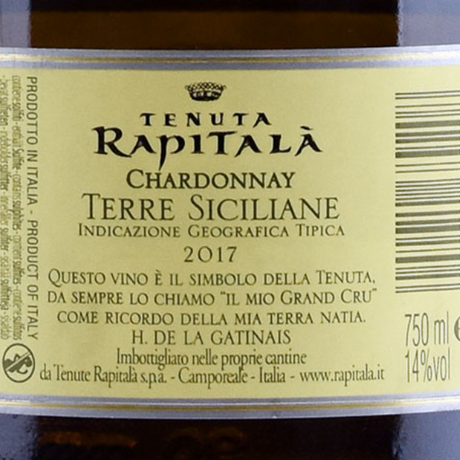 TENUTA
RAPITALÀ
CHARDONNAY
TERRE SICILIANE
INDICAZIONE GEOGRAFICA TIPICA
2017
QUESTO VINO È IL SIMBOLO DELLA TENUTA,
DA SEMPRE LO CHIAMO “IL MIO GRAND CRU”
COME RICORDO DELLA MIA TERRA NATIA.
H. DE LA GATINAIS
Imbottigliato nelle proprie cantine
da Tenute Rapitalà s.p.a. - Camporeale - Italia - www.rapitala.it
PRODOTTO IN ITALIA - PRODUCT OF ITALY
750 ml
14%vol